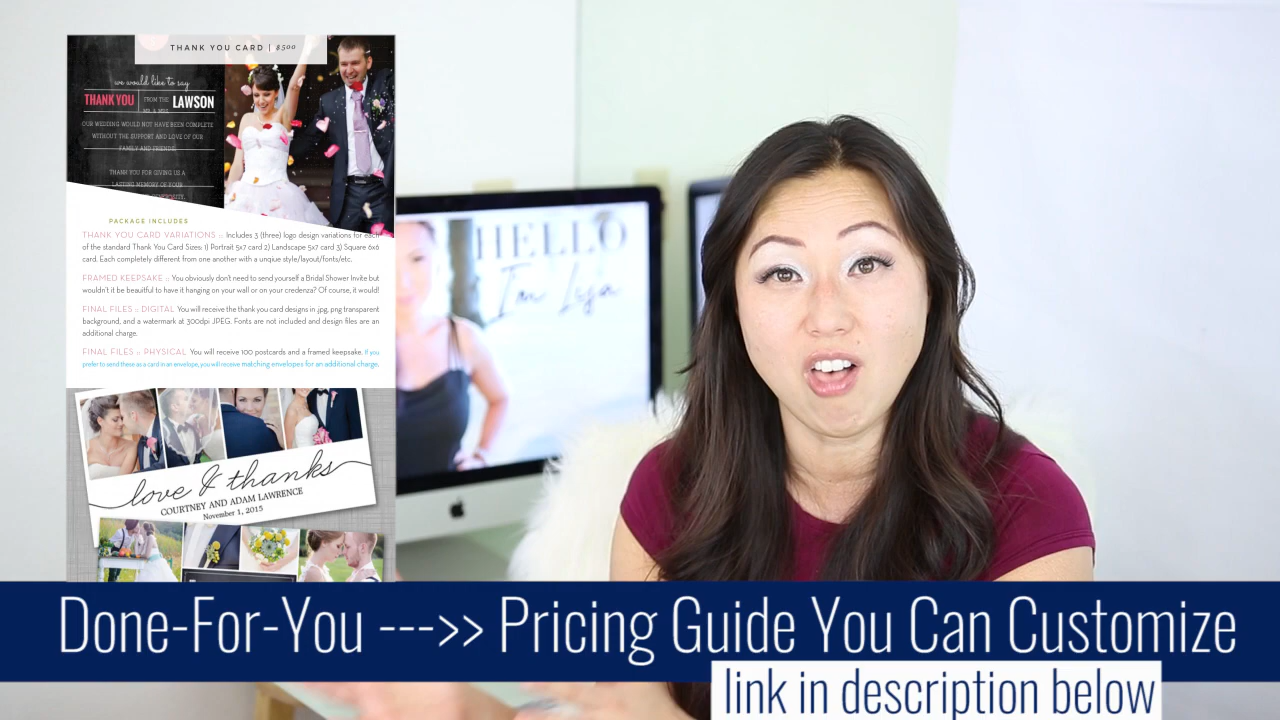 THANK YOU CARD | $500
we would like to say
THANK YOU
FROM THE
MR. & MRS.
LAWSON
OUR WEDDING WOULD NOT HAVE BEEN COMPLETE
WITHOUT THE SUPPORT AND LOVE OF OUR
FAMILY AND FRIENDS.
THANK YOU FOR GIVING US A
LASTING MEMORY OF YOUR
PACKAGE INCLUDES
THANK YOU CARD VARIATIONS :: Includes 3 (three) logo design variations for each
of the standard Thank You Card Sizes: 1) Portrait 5x7 card 2) Landscape 5x7 card 3) Square 6x6
card. Each completely different from one another with a unqiue style/layout/fonts/etc.
FRAMED KEEPSAKE :: You obviously don't need to send yourself a Bridal Shower Invite but
wouldn't it be beauitful to have it hanging on your wall or on your credenza? Of course, it would!
FINAL FILES :: DIGITAL You will receive the thank you card designs in .jpg, png transparent
background, and a watermark at 300dpi JPEG. Fonts are not included and design files are an
additional charge.
FINAL FILES :: PHYSICAL You will receive 100 postcards and a framed keepsake. If you
prefer to send these as a card in an envelope, you will receive matching envelopes for an additional charge.
love & thanks
COURTNEY AND ADAM LAWRENCE
November 1, 2015
HELLO
I'm Lisa
Done-For-You --->> Pricing Guide You Can Customize
link in description below